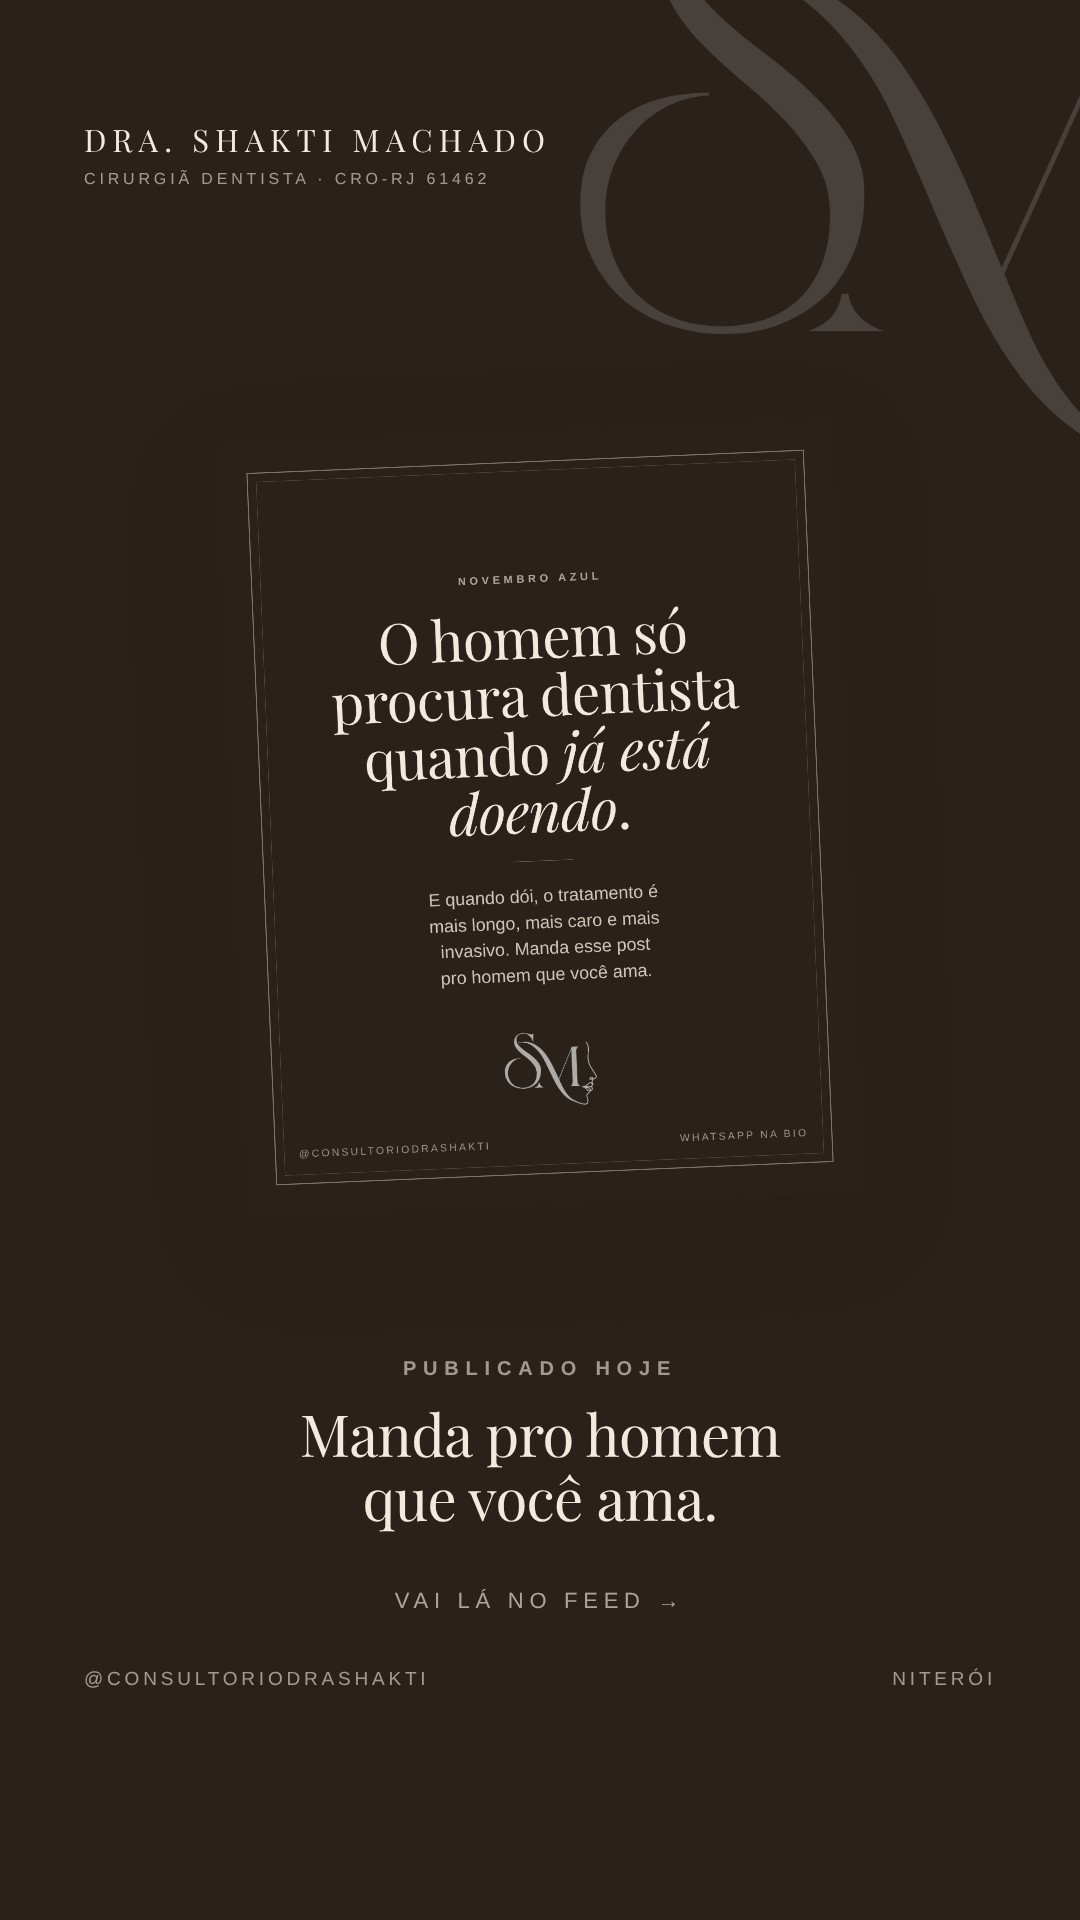 DRA. SHAKTI MACHADO
CIRURGIÃ DENTISTA · CRO-RJ 61462
NOVEMBRO AZUL
O homem só
procura dentista
quando já está
doendo.
E quando dói, o tratamento é
mais longo, mais caro e mais
invasivo. Manda esse post
pro homem que você ama.
SM
@CONSULTORIODRASHAKTI
WHATSAPP NA BIO
PUBLICADO HOJE
Manda pro homem
que você ama.
VAI LÁ NO FEED →
@CONSULTORIODRASHAKTI
NITERÓI